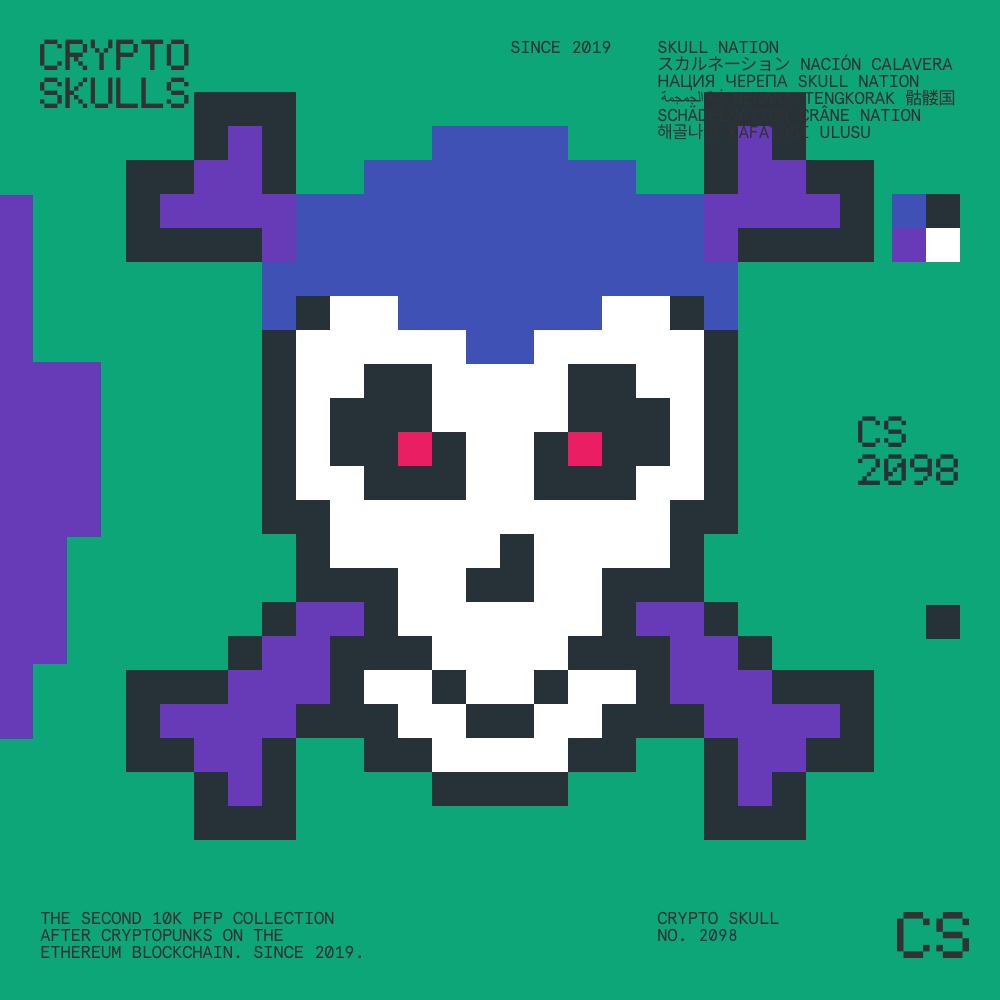 CRYPTO
SKULLS
SINCE 2019
SKULL NATION
スカルネーション NACIÓN CALAVERA
НАЦИЯ ЧЕРЕПА SKULL NATION
TENGKORAK 骷髅国
CRÂNE NATION
해골나 KAFA ULUSU
CS
2098
THE SECOND 10K PFP COLLECTION
AFTER CRYPTOPUNKS ON THE
ETHEREUM BLOCKCHAIN. SINCE 2019.
CRYPTO SKULL
NO. 2098
CS